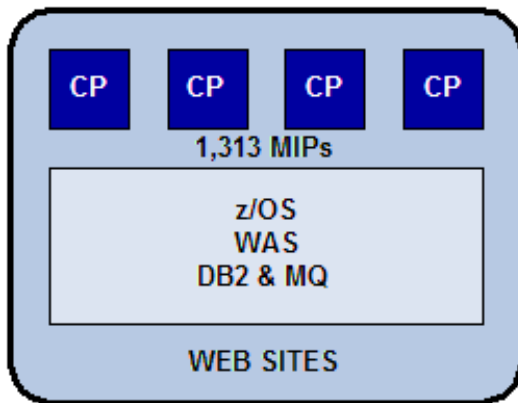 CP CP CP CP
1,313 MIPs
z/OS
WAS
DB2 & MQ
WEB SITES